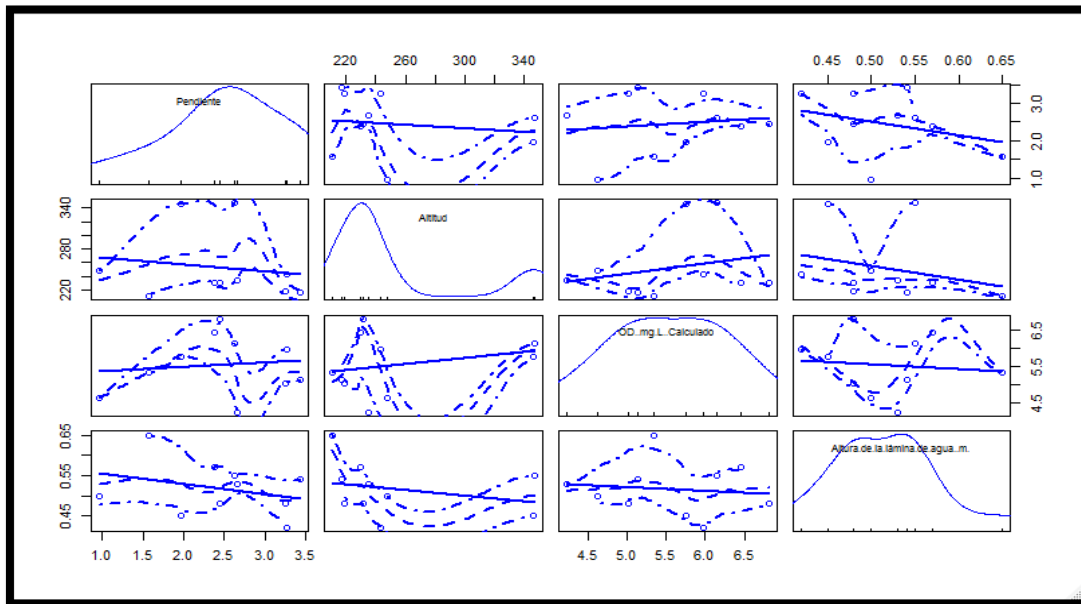 220 260 300 340
0.45 0.50 0.55 0.60 0.65
Pendiente
1.0 2.0 3.0
220 280 340
Altitud
OD..mg.L..Calculado
4.5 5.5 6.5
0.45 0.55 0.65
Altura.de.la.lámina.de.agua..m.
1.0 1.5 2.0 2.5 3.0 3.5
4.5 5.0 5.5 6.0 6.5